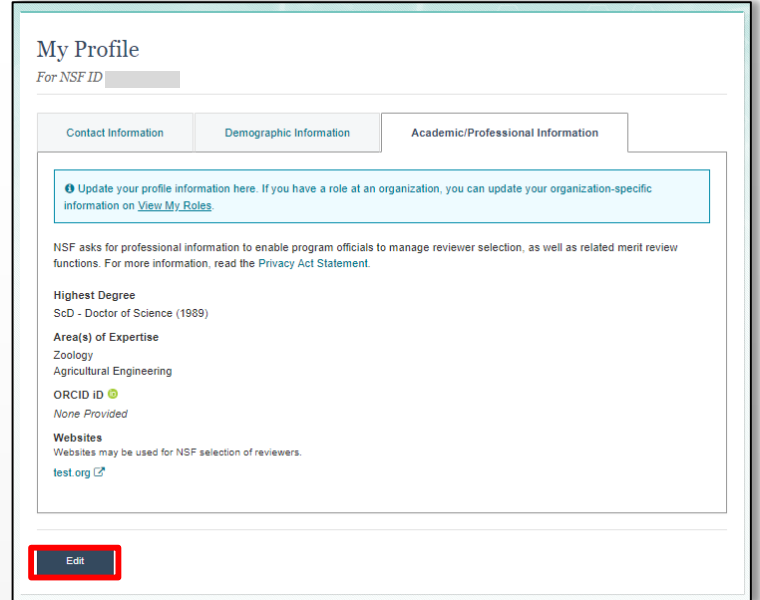 My Profile
For NSF ID
Contact Information
Demographic Information
Academic/Professional Information
Update your profile information here. If you have a role at an organization, you can update your organization-specific
information on View My Roles.
NSF asks for professional information to enable program officials to manage reviewer selection, as well as related merit review
functions. For more information, read the Privacy Act Statement.
Highest Degree
ScD - Doctor of Science (1989)
Area(s) of Expertise
Zoology
Agricultural Engineering
ORCID iD
None Provided
Websites
Websites may be used for NSF selection of reviewers.
test.org
Edit